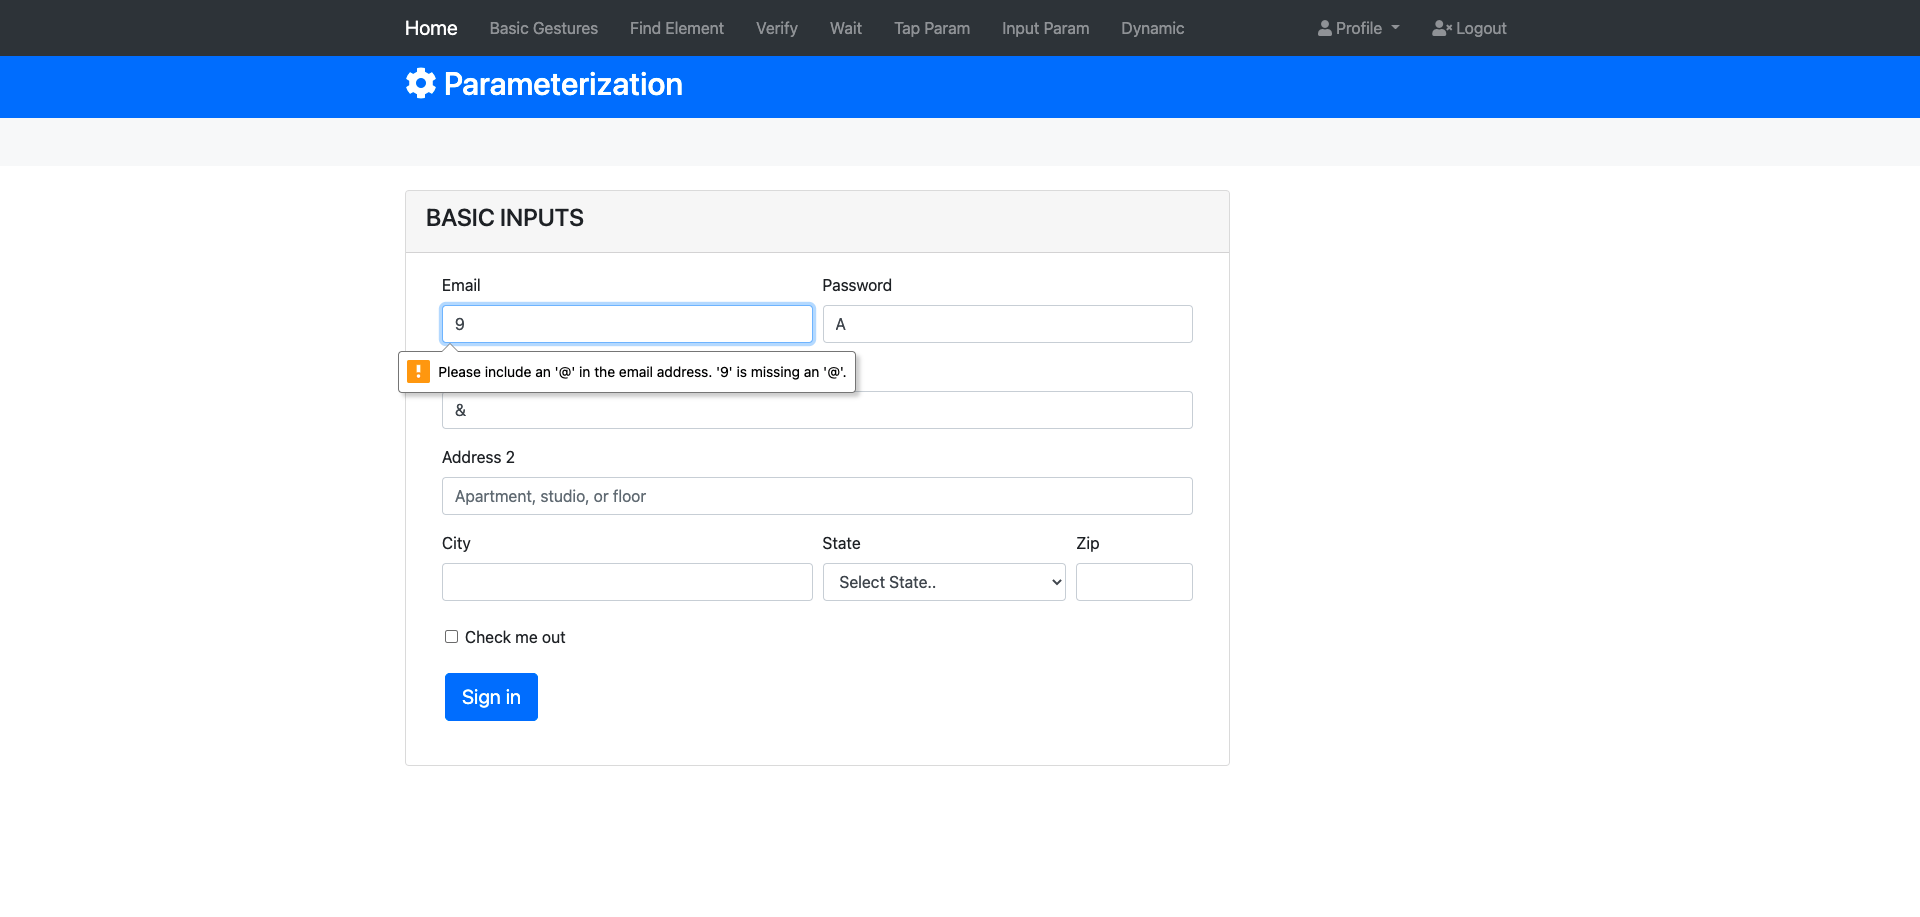 Home Basic Gestures Find Element Verify Wait Tap Param Input Param Dynamic Profile Logout
Parameterization
BASIC INPUTS
Email Password
9 A
Please include an '@' in the email address. '9' is missing an '@'.
&
Address 2
Apartment, studio, or floor
City State Zip
Select State..
Check me out
Sign in